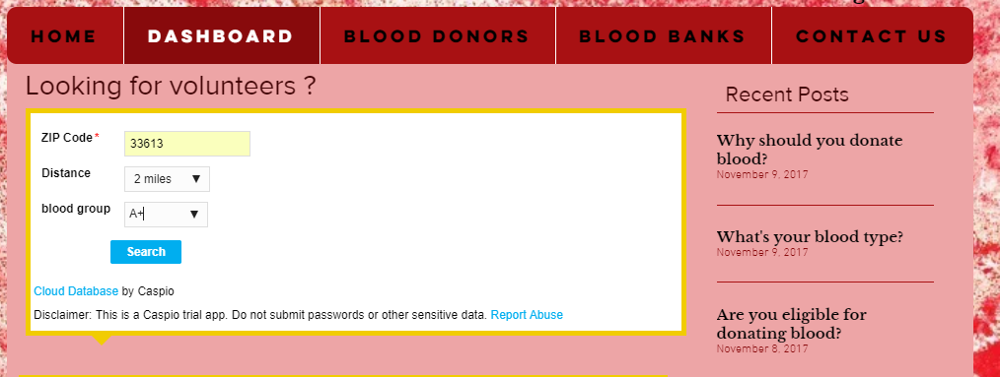 HOME DASHBOARD BLOOD DONORS BLOOD BANKS CONTACT US
Looking for volunteers ?
ZIP Code* 33613
Distance 2 miles ▼
blood group A+ ▼
Search
Cloud Database by Caspio
Disclaimer: This is a Caspio trial app. Do not submit passwords or other sensitive data. Report Abuse
Recent Posts
Why should you donate
blood?
November 9, 2017
What's your blood type?
November 9, 2017
Are you eligible for
donating blood?
November 8, 2017